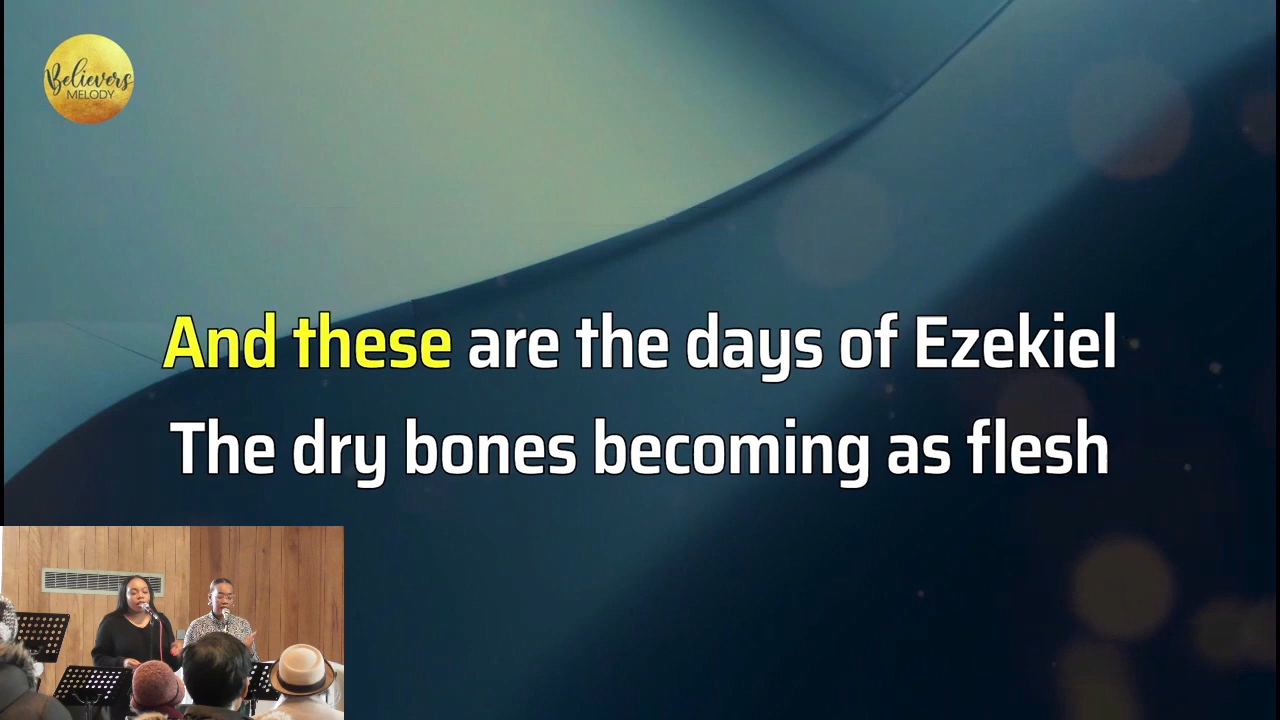 Believers
MELODY
And these are the days of Ezekiel
The dry bones becoming as flesh